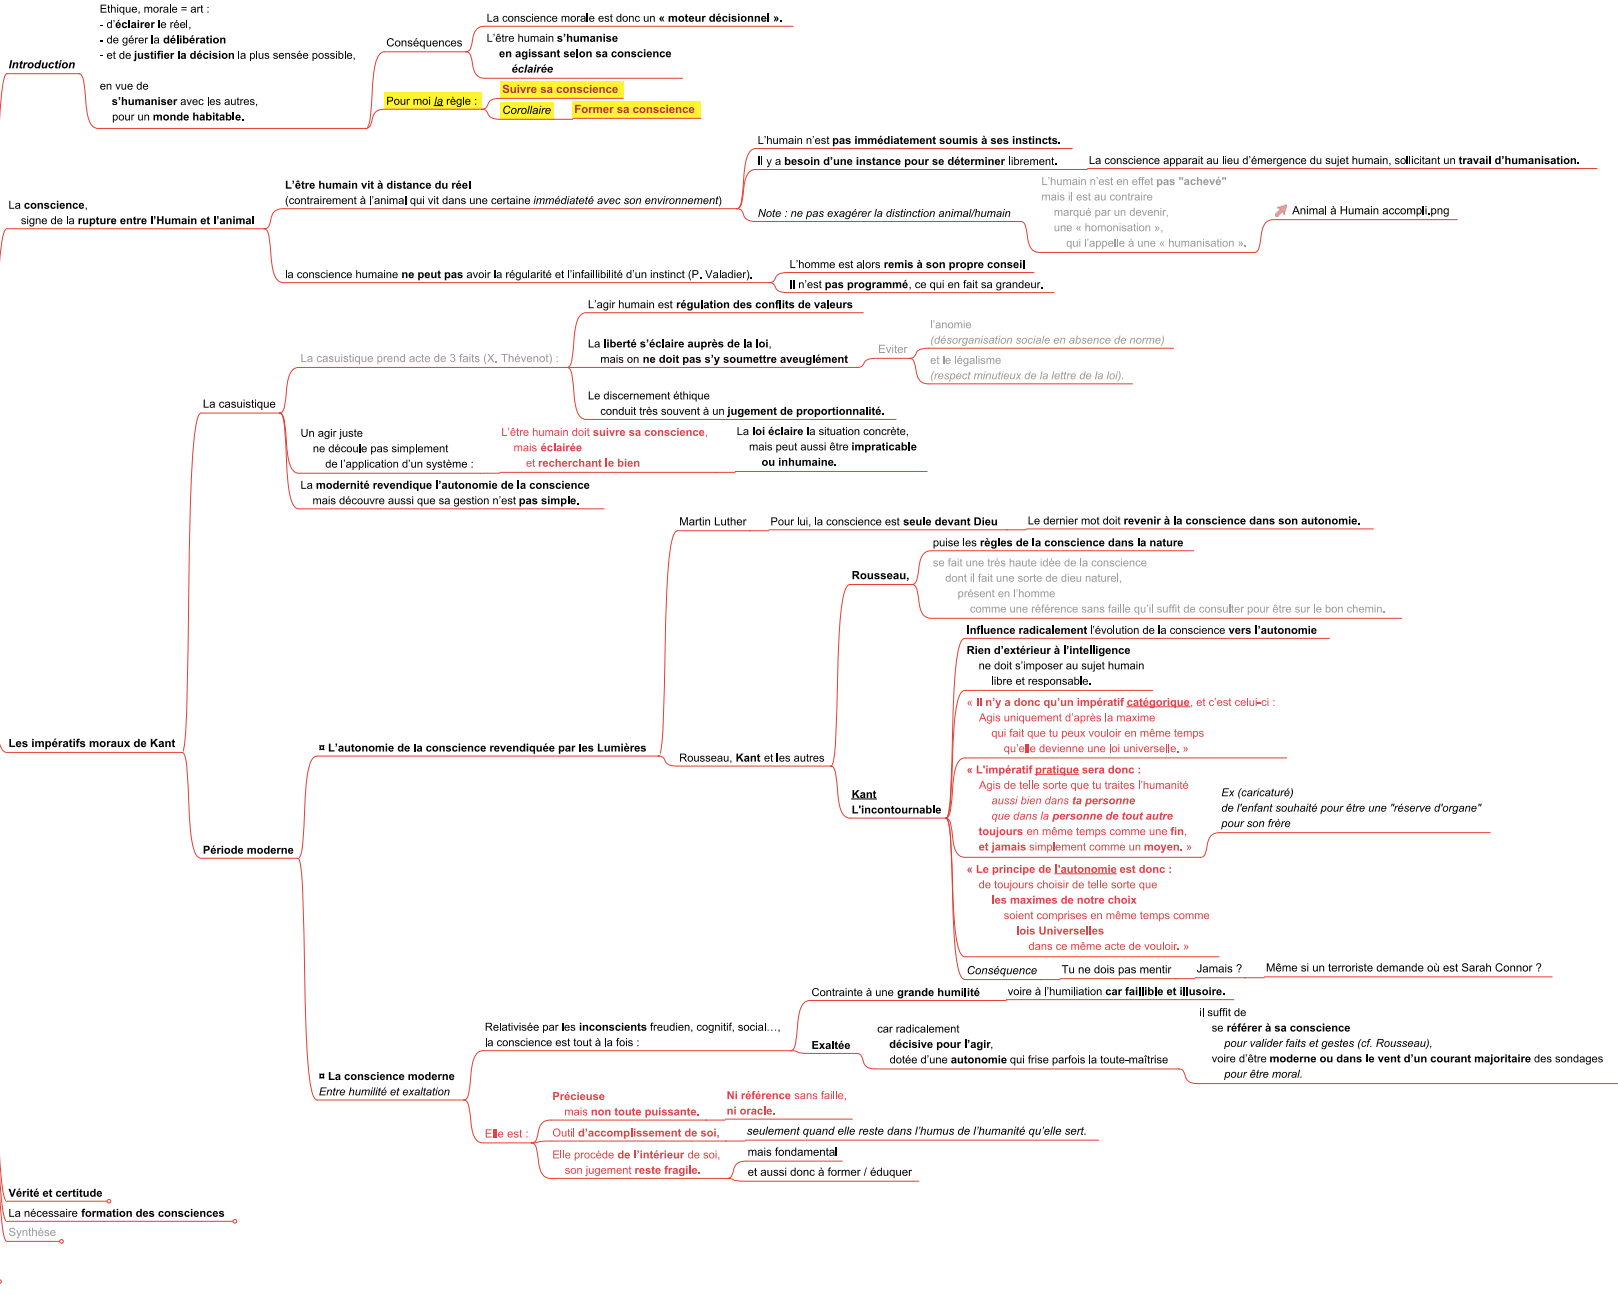 Introduction
Ethique, morale = art :
- d'éclairer le réel,
- de gérer la délibération
- et de justifier la décision la plus sensée possible,
en vue de
s'humaniser avec les autres,
pour un monde habitable.
Conséquences
La conscience morale est donc un « moteur décisionnel ».
L'être humain s'humanise
en agissant selon sa conscience
éclairée
Pour moi la règle :
Suivre sa conscience
Corollaire
Former sa conscience
La conscience,
signe de la rupture entre l'Humain et l'animal
L'être humain vit à distance du réel
(contrairement à l'animal qui vit dans une certaine immédiateté avec son environnement)
L'humain n'est pas immédiatement soumis à ses instincts.
Il y a besoin d'une instance pour se déterminer librement.
La conscience apparait au lieu d'émergence du sujet humain, sollicitant un travail d'humanisation.
Note : ne pas exagérer la distinction animal/humain
L'humain n'est en effet pas "achevé"
mais il est au contraire
marqué par un devenir,
une « homonisation »,
qui l'appelle à une « humanisation ».
Animal à Humain accompli.png
la conscience humaine ne peut pas avoir la régularité et l'infaillibilité d'un instinct (P. Valadier).
L'homme est alors remis à son propre conseil
Il n'est pas programmé, ce qui en fait sa grandeur.
Les impératifs moraux de Kant
La casuistique
La casuistique prend acte de 3 faits (X. Thévenot) :
L'agir humain est régulation des conflits de valeurs
La liberté s'éclaire auprès de la loi,
mais on ne doit pas s'y soumettre aveuglément
Eviter
l'anomie
(désorganisation sociale en absence de norme)
et le légalisme
(respect minutieux de la lettre de la loi).
Le discernement éthique
conduit très souvent à un jugement de proportionnalité.
Un agir juste
ne découle pas simplement
de l'application d'un système :
L'être humain doit suivre sa conscience,
mais éclairée
et recherchant le bien
La loi éclaire la situation concrète,
mais peut aussi être impraticable
ou inhumaine.
La modernité revendique l'autonomie de la conscience
mais découvre aussi que sa gestion n'est pas simple.
Période moderne
¤ L'autonomie de la conscience revendiquée par les Lumières
Martin Luther
Pour lui, la conscience est seule devant Dieu
Le dernier mot doit revenir à la conscience dans son autonomie.
Rousseau, Kant et les autres
Rousseau,
puise les règles de la conscience dans la nature
se fait une très haute idèe de la conscience
dont il fait une sorte de dieu naturel,
présent en l'homme
comme une référence sans faille qu'il suffit de consulter pour être sur le bon chemin.
Kant
L'incontournable
Influence radicalement l'évolution de la conscience vers l'autonomie
Rien d'extérieur à l'intelligence
ne doit s'imposer au sujet humain
libre et responsable.
« Il n'y a donc qu'un impératif catégorique, et c'est celui-ci :
Agis uniquement d'après la maxime
qui fait que tu peux vouloir en même temps
qu'elle devienne une loi universelle. »
« L'impératif pratique sera donc :
Agis de telle sorte que tu traites l'humanité
aussi bien dans ta personne
que dans la personne de tout autre
toujours en même temps comme une fin,
et jamais simplement comme un moyen. »
Ex (caricaturé)
de l'enfant souhaité pour être une "réserve d'organe"
pour son frère
« Le principe de l'autonomie est donc :
de toujours choisir de telle sorte que
les maximes de notre choix
soient comprises en même temps comme
lois Universelles
dans ce même acte de vouloir. »
Conséquence
Tu ne dois pas mentir
Jamais ?
Même si un terroriste demande où est Sarah Connor ?
¤ La conscience moderne
Entre humilité et exaltation
Relativisée par les inconscients freudien, cognitif, social...,
la conscience est tout à la fois :
Contrainte à une grande humilité
voire à l'humiliation car faillible et illusoire.
Exaltée
car radicalement
décisive pour l'agir,
dotée d'une autonomie qui frise parfois la toute-maîtrise
il suffit de
se référer à sa conscience
pour valider faits et gestes (cf. Rousseau),
voire d'être moderne ou dans le vent d'un courant majoritaire des sondages
pour être moral.
Elle est :
Précieuse
mais non toute puissante.
Ni référence sans faille,
ni oracle.
Outil d'accomplissement de soi,
seulement quand elle reste dans l'humus de l'humanité qu'elle sert.
Elle procède de l'intérieur de soi,
son jugement reste fragile.
mais fondamental
et aussi donc à former / éduquer
Vérité et certitude
La nécessaire formation des consciences
Synthèse